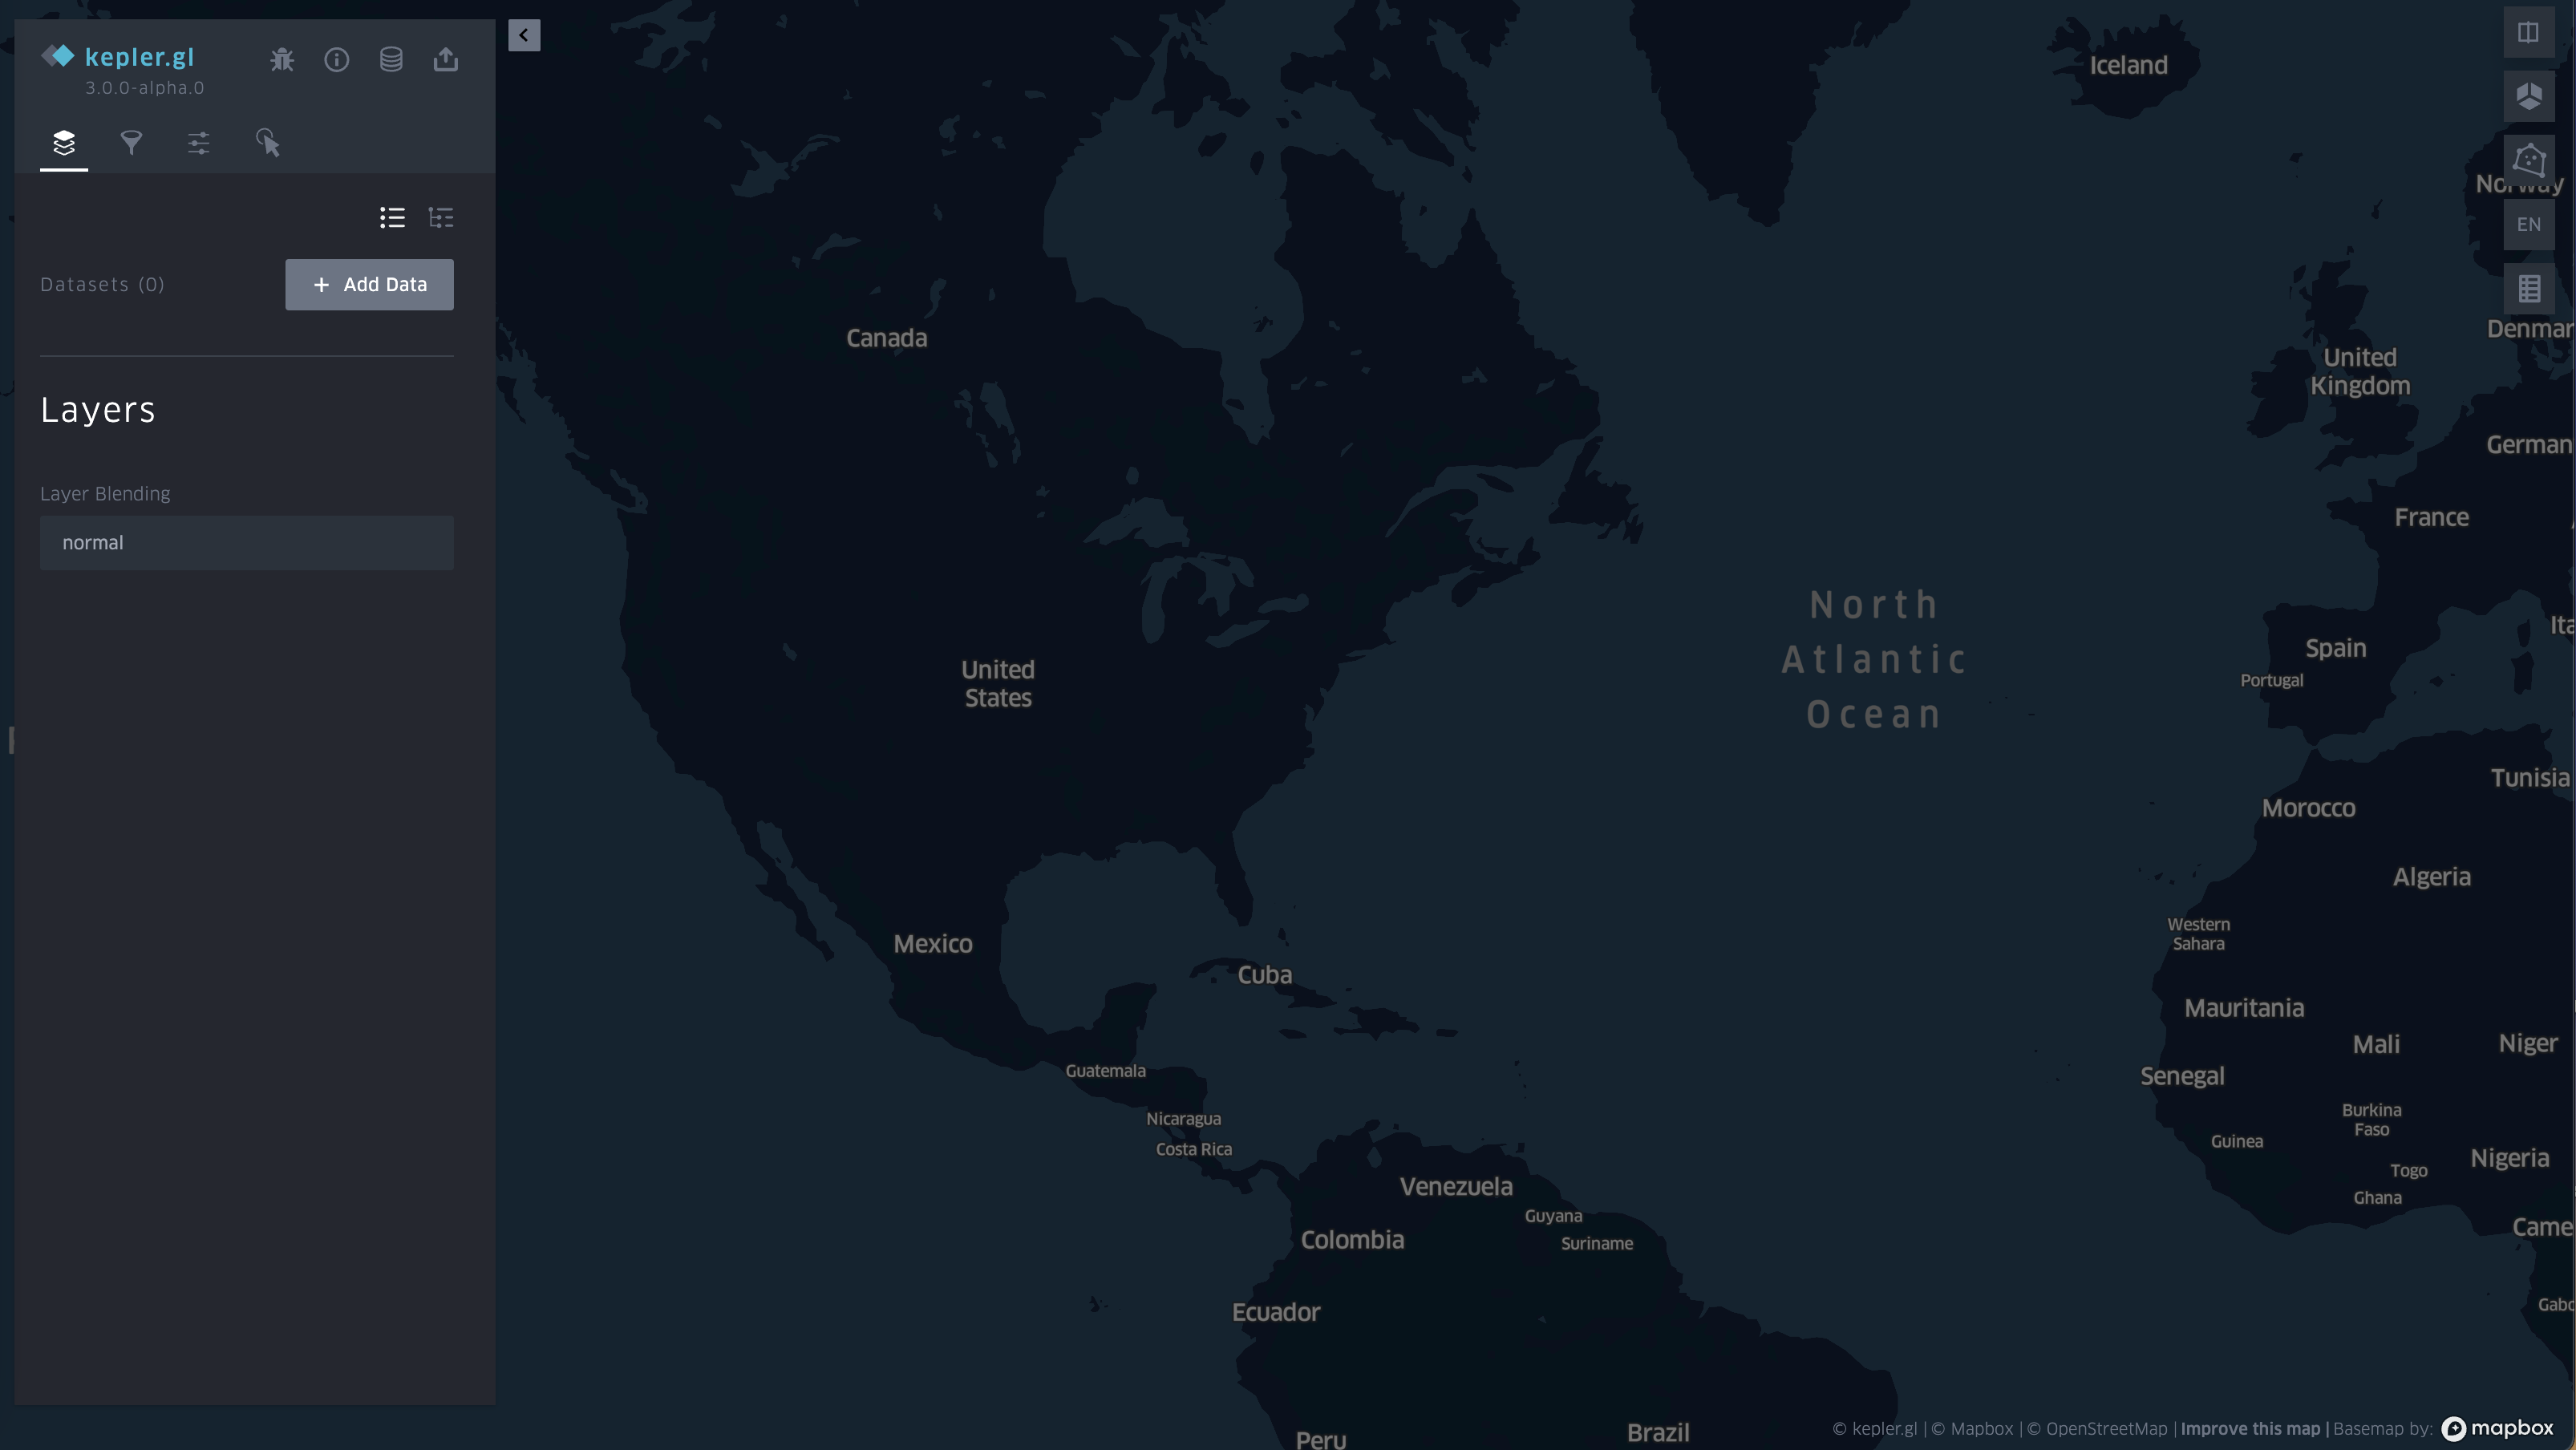 kepler.gl
3.0.0-alpha.0
Datasets (0)
+ Add Data
Layers
Layer Blending
normal
EN
Iceland
Norway
Canada
United
Kingdom
Denmar
German
France
North
Atlantic
Ocean
Ita
Spain
Portugal
United
States
Tunisia
Morocco
Algeria
Western
Sahara
Mexico
Cuba
Mauritania
Mali
Niger
Senegal
Guatemala
Burkina
Faso
Nicaragua
Guinea
Costa Rica
Nigeria
Togo
Venezuela
Ghana
Guyana
Came
Colombia
Suriname
Gabo
Ecuador
Peru
Brazil
© kepler.gl | © Mapbox | © OpenStreetMap | Improve this map | Basemap by: mapbox